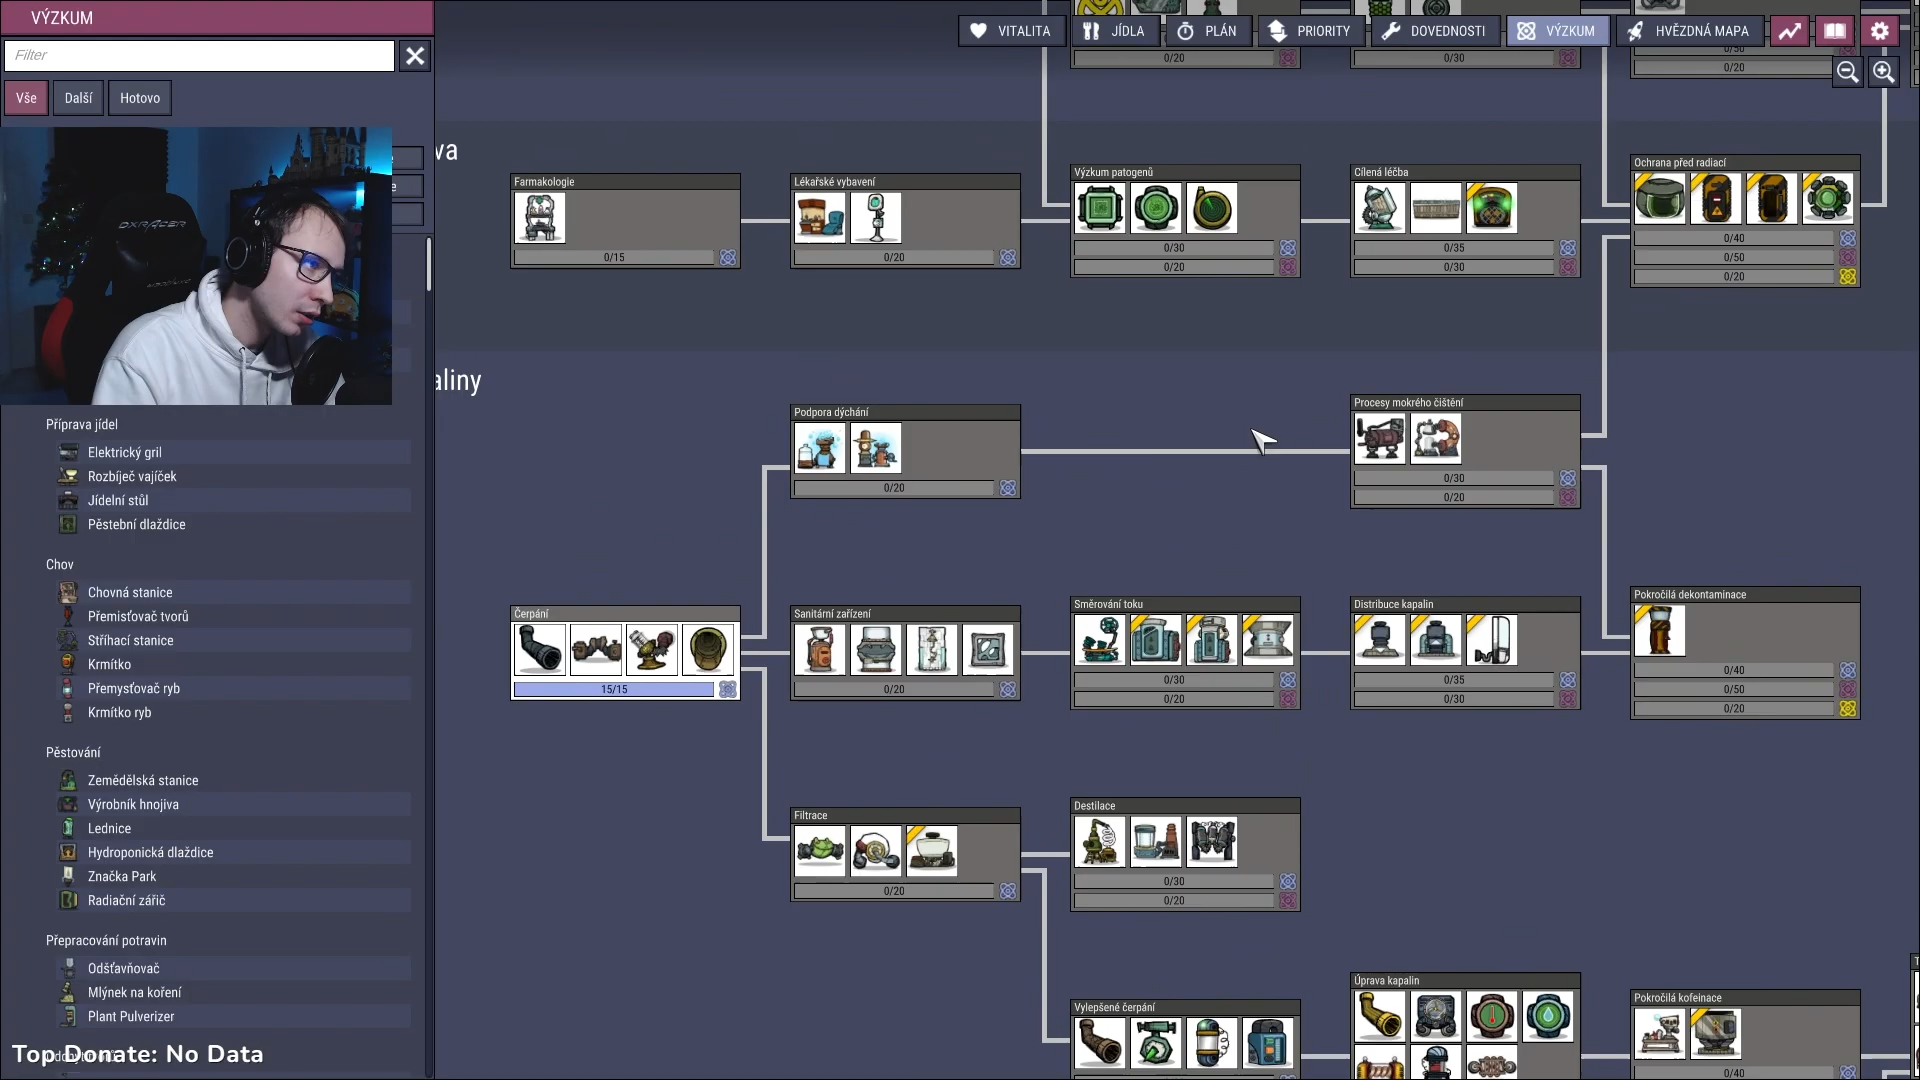 VÝZKUM
VITALITA
JÍDLA
PLÁN
PRIORITY
DOVEDNOSTI
VÝZKUM
HVĚZDNÁ MAPA
Filter
Vše
Další
Hotovo
0/20
0/30
0/20
va
Farmakologie
0/15
Lékařské vybavení
0/20
Výzkum patogenů
0/30
0/20
Cílená léčba
0/35
0/30
Ochrana před radiací
0/40
0/50
0/20
DXRACER
aliny
Podpora dýchání
0/20
Procesy mokrého čištění
0/30
0/20
Čerpání
15/15
Sanitární zařízení
0/20
Směrování toku
0/30
0/20
Distribuce kapalin
0/35
0/30
Pokročilá dekontaminace
0/40
0/50
0/20
Filtrace
0/20
Destilace
0/30
0/20
Vylepšené čerpání
Úprava kapalin
Pokročilá kofeinace
0/40
Příprava jídel
Elektrický gril
Rozbíječ vajíček
Jídelní stůl
Pěstební dlaždice
Chov
Chovná stanice
Přemisťovač tvorů
Stříhací stanice
Krmítko
Přemysťovač ryb
Krmítko ryb
Pěstování
Zemědělská stanice
Výrobník hnojiva
Lednice
Hydroponická dlaždice
Značka Park
Radiační zářič
Přepracování potravin
Odšťavňovač
Mlýnek na koření
Plant Pulverizer
Top Donate: No Data